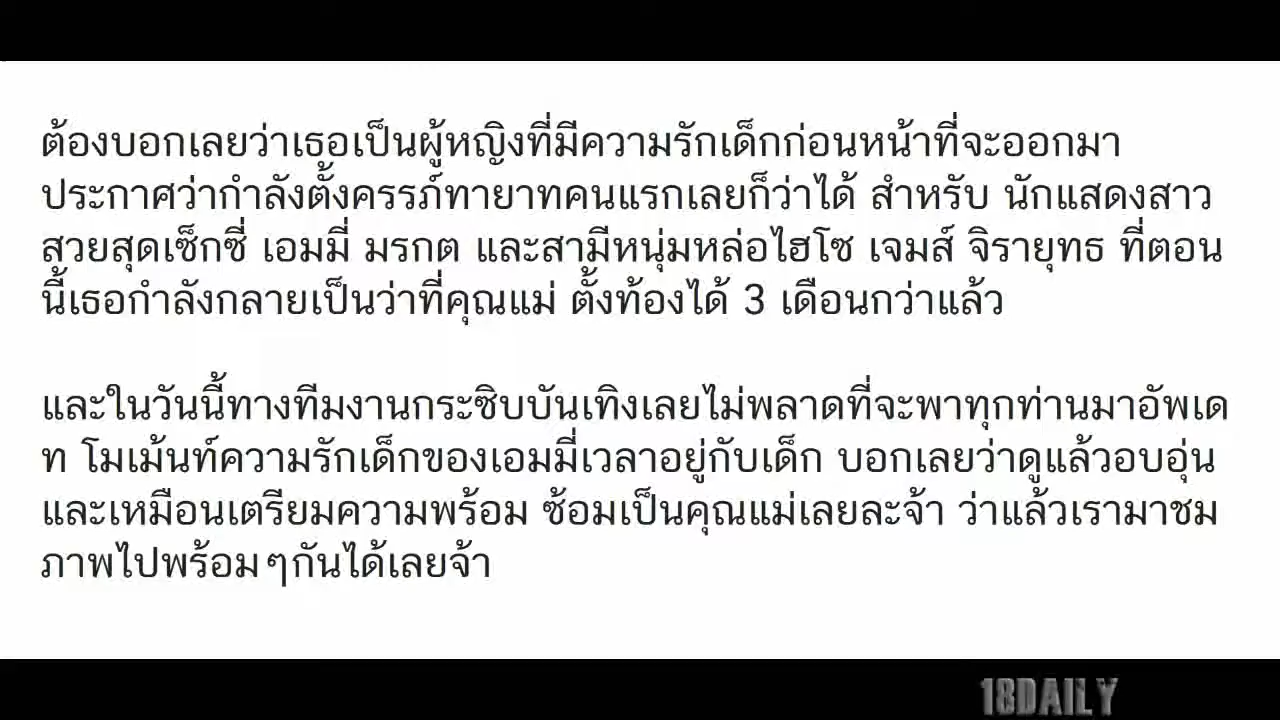 ต้องบอกเลยว่าเธอเป็นผู้หญิงที่มีความรักเด็กก่อนหน้าที่จะออกมา
ประกาศว่ากำลังตั้งครรภ์ทายาทคนแรกเลยก็ว่าได้ สำหรับ นักแสดงสาว
สวยสุดเซ็กซี่ เอมมี่ มรกต และสามีหนุ่มหล่อไฮโซ เจมส์ จิรายุทธ ที่ตอน
นี้เธอกำลังกลายเป็นว่าที่คุณแม่ ตั้งท้องได้ 3 เดือนกว่าแล้ว
และในวันนี้ทางทีมงานกระซิบบันเทิงเลยไม่พลาดที่จะพาทุกท่านมาอัพเด
ท โมเม้นท์ความรักเด็กของเอมมี่เวลาอยู่กับเด็ก บอกเลยว่าดูแล้วอบอุ่น
และเหมือนเตรียมความพร้อม ซ้อมเป็นคุณแม่เลยละจ้า ว่าแล้วเรามาชม
ภาพไปพร้อมๆกันได้เลยจ้า
18DAILY